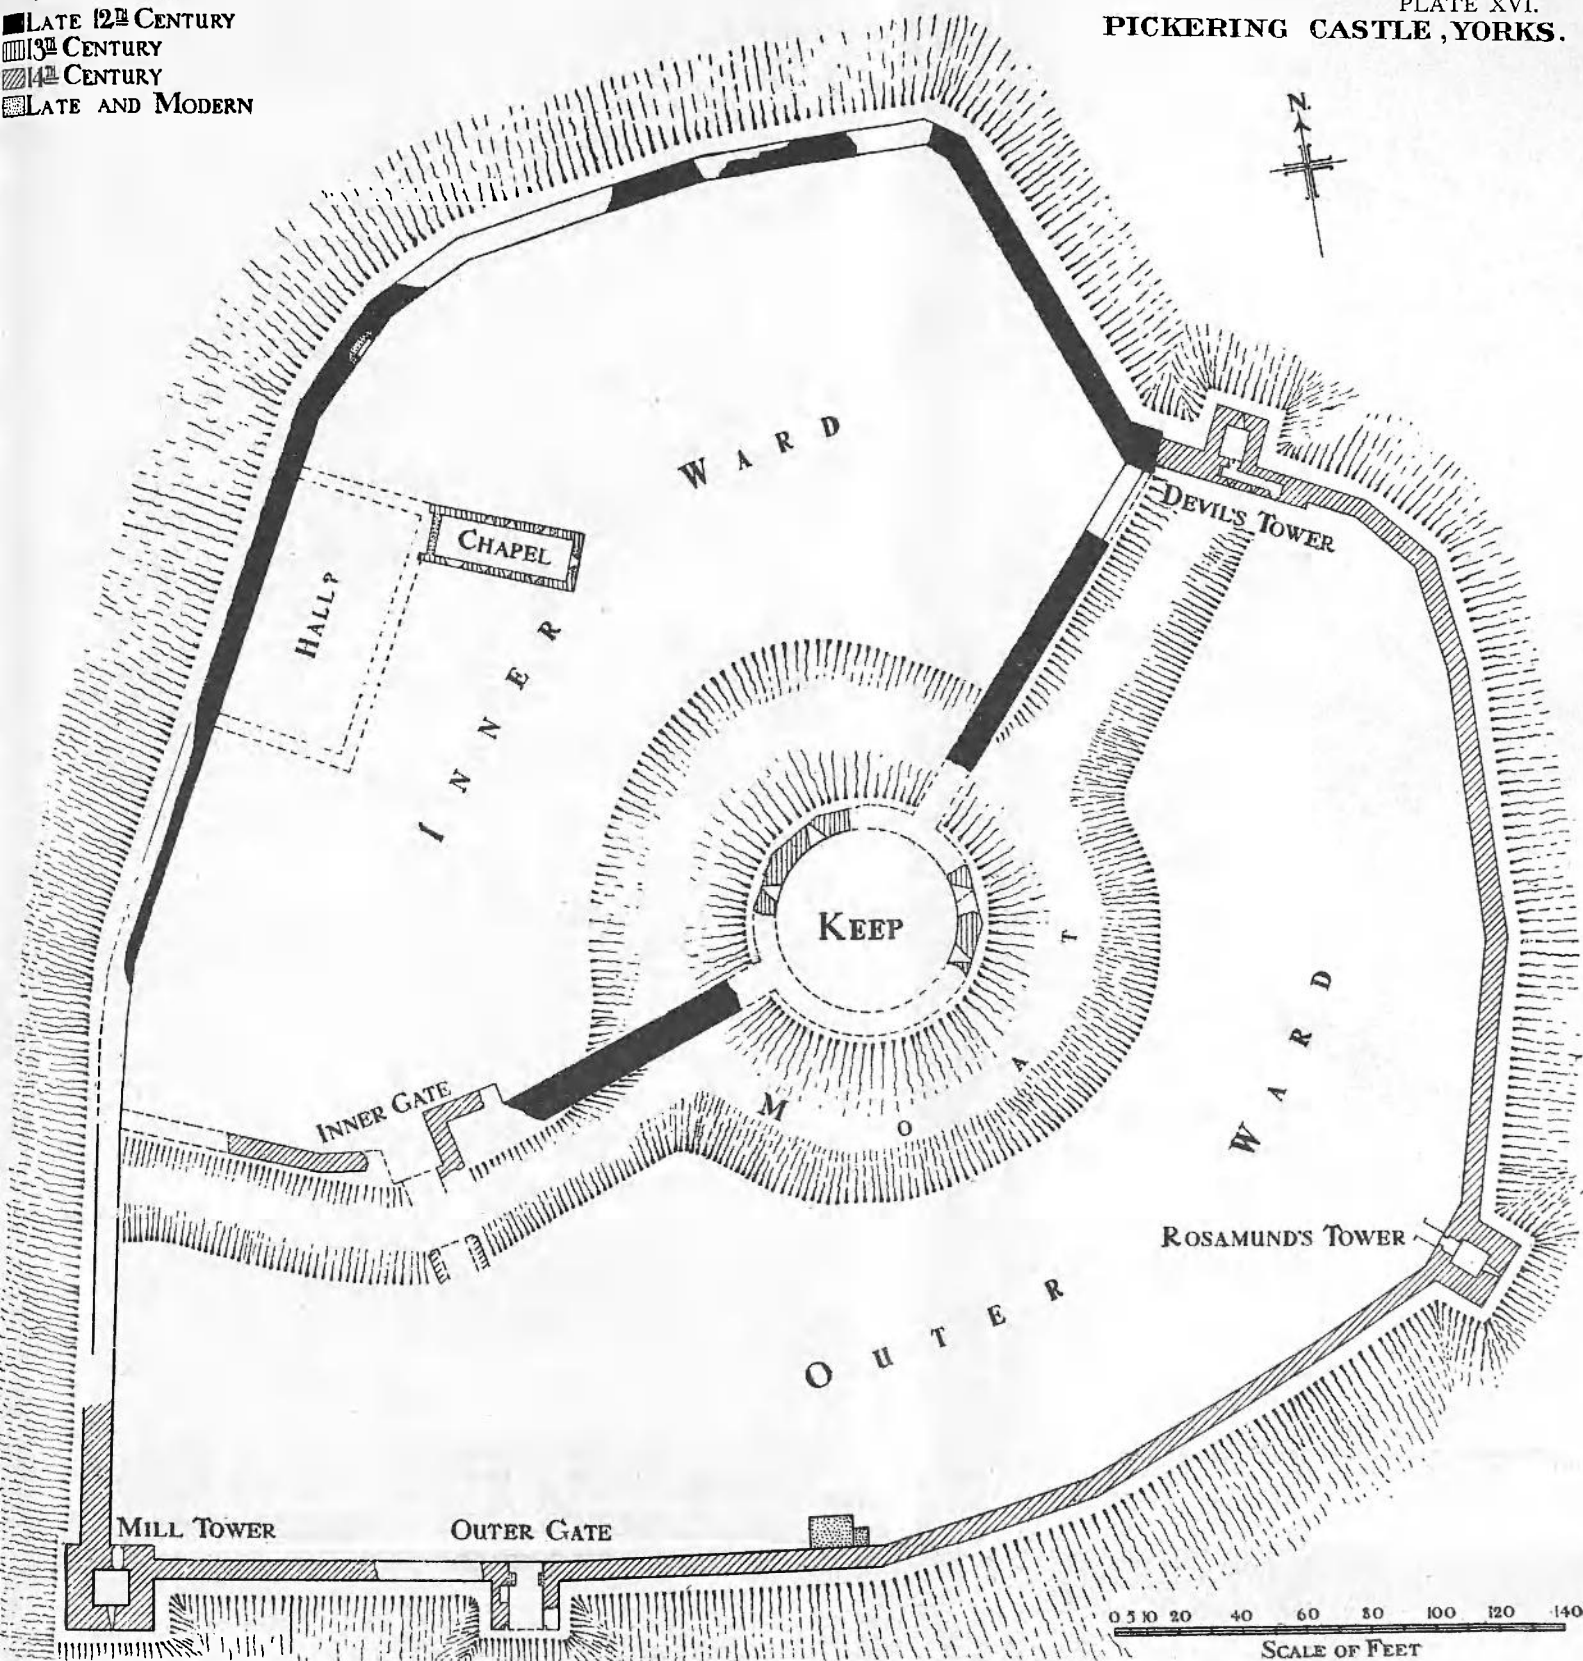 LATE 12TH CENTURY
13TH CENTURY
14TH CENTURY
LATE AND MODERN
PLATE XVI.
PICKERING CASTLE, YORKS.
N.
INNER WARD
DEVIL'S TOWER
CHAPEL
HALL?
KEEP
MOAT
INNER GATE
OUTER WARD
ROSAMUND'S TOWER
MILL TOWER
OUTER GATE
0 5 10 20 40 60 80 100 120 140
SCALE OF FEET